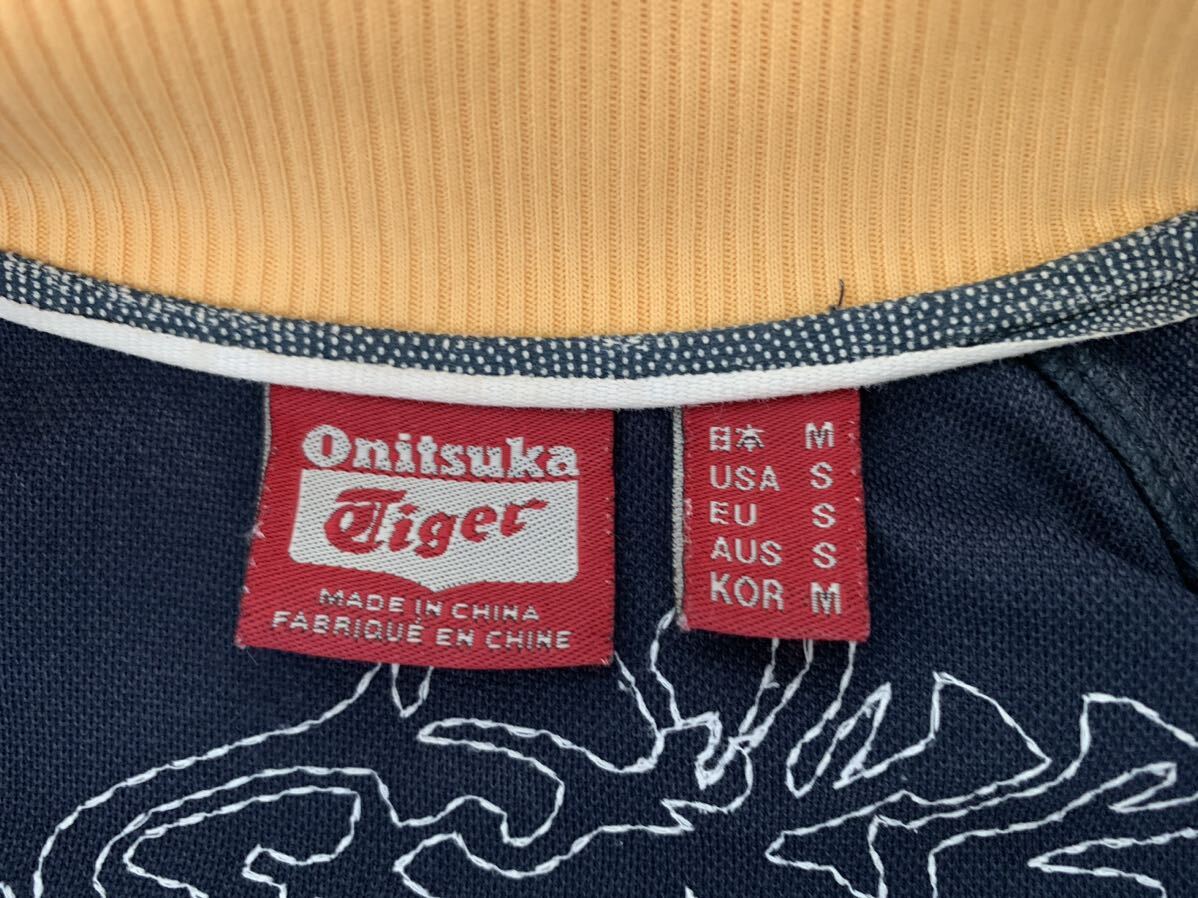 Onitsuka
Tiger
MADE IN CHINA
FABRIQUÉ EN CHINE
日本 M
USA S
EU S
AUS S
KOR M